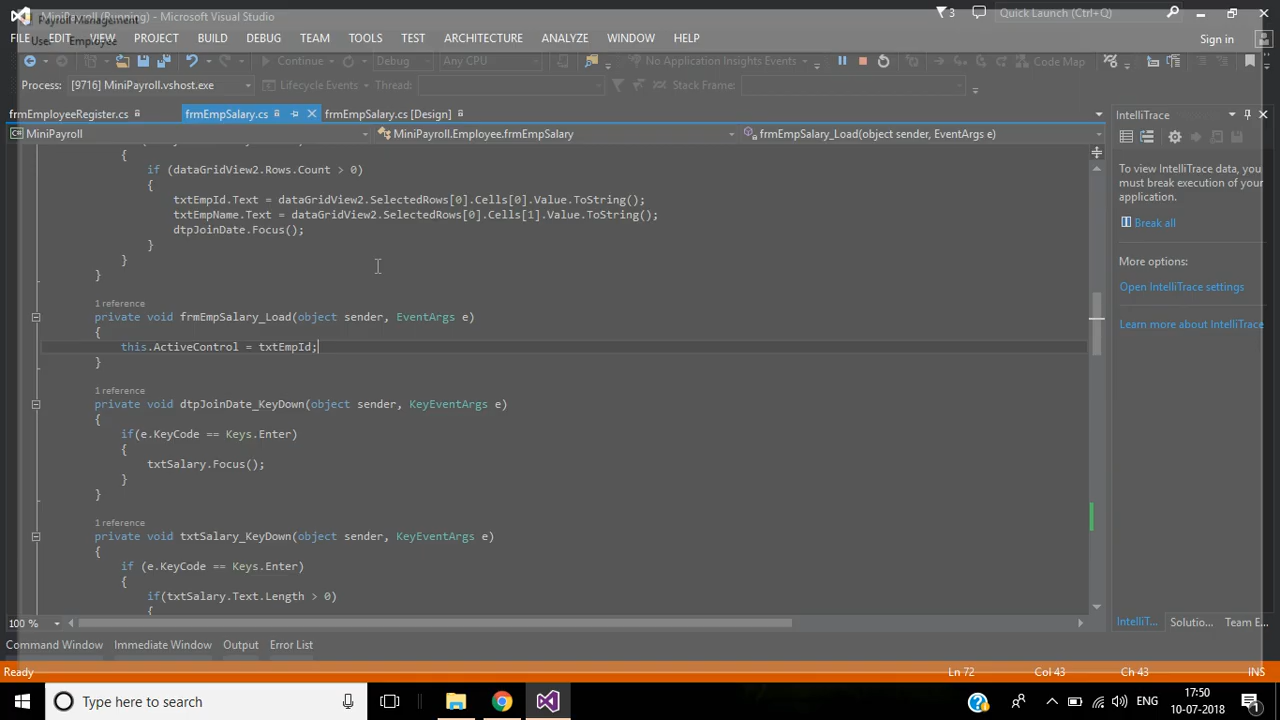 MiniPayroll (Running) - Microsoft Visual Studio
Payroll Management
3
Quick Launch (Ctrl+Q)
FILE EDIT VIEW PROJECT BUILD DEBUG TEAM TOOLS TEST ARCHITECTURE ANALYZE WINDOW HELP
User Employee
Sign in
Continue Debug Any CPU No Application Insights Events Code Map
Process: [9716] MiniPayroll.vshost.exe Lifecycle Events Thread: Stack Frame:
frmEmployeeRegister.cs frmEmpSalary.cs frmEmpSalary.cs [Design]
IntelliTrace
MiniPayroll MiniPayroll.Employee.frmEmpSalary frmEmpSalary_Load(object sender, EventArgs e)
{
if (dataGridView2.Rows.Count > 0)
{
txtEmpId.Text = dataGridView2.SelectedRows[0].Cells[0].Value.ToString();
txtEmpName.Text = dataGridView2.SelectedRows[0].Cells[1].Value.ToString();
dtpJoinDate.Focus();
}
}
}
1 reference
private void frmEmpSalary_Load(object sender, EventArgs e)
{
this.ActiveControl = txtEmpId;
}
1 reference
private void dtpJoinDate_KeyDown(object sender, KeyEventArgs e)
{
if(e.KeyCode == Keys.Enter)
{
txtSalary.Focus();
}
}
1 reference
private void txtSalary_KeyDown(object sender, KeyEventArgs e)
{
if (e.KeyCode == Keys.Enter)
{
if(txtSalary.Text.Length > 0)
{
To view IntelliTrace data, you
must break execution of your
application.
Break all
More options:
Open IntelliTrace settings
Learn more about IntelliTrace
100 %
IntelliT... Solutio... Team E...
Command Window Immediate Window Output Error List
Ready Ln 72 Col 43 Ch 43 INS
Type here to search
ENG
17:50
10-07-2018
1